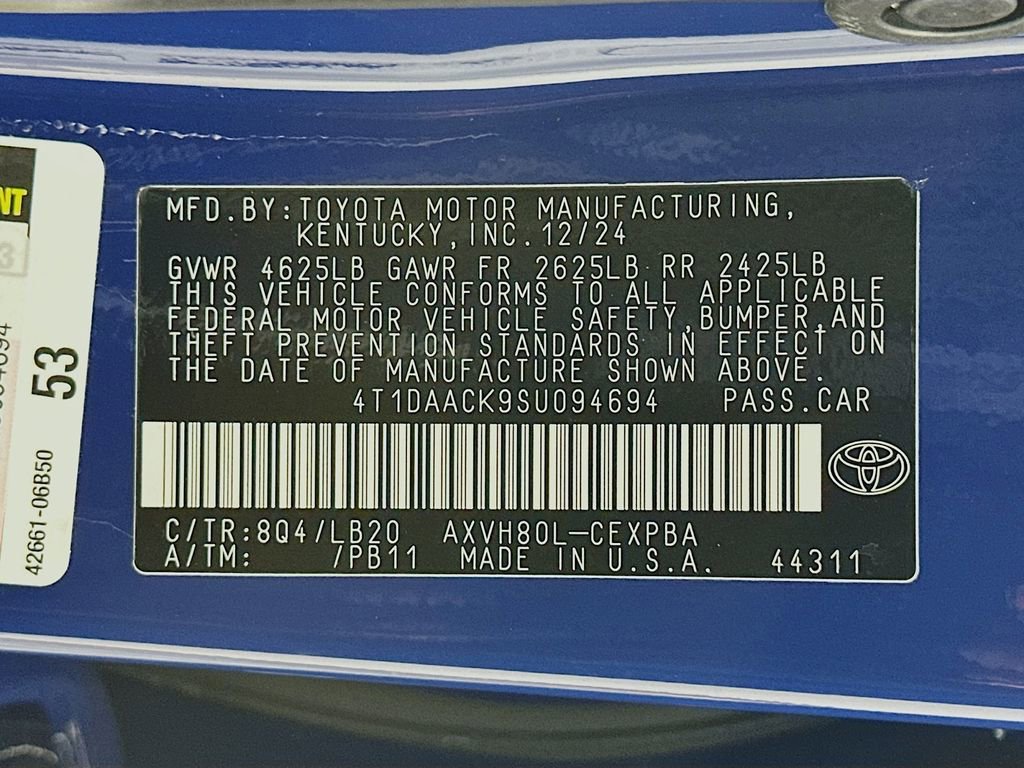 MFD.BY:TOYOTA MOTOR MANUFACTURING,
KENTUCKY,INC.12/24
GVWR 4625LB GAWR FR 2625LB RR 2425LB
THIS VEHICLE CONFORMS TO ALL APPLICABLE
FEDERAL MOTOR VEHICLE SAFETY,BUMPER,AND
THEFT PREVENTION STANDARDS IN EFFECT ON
THE DATE OF MANUFACTURE SHOWN ABOVE.
4T1DAACK9SU094694 PASS.CAR
C/TR:8Q4/LB20 AXVH80L-CEXPBA
A/TM: /PB11 MADE IN U.S.A. 44311
NT
3
53
42661-06B50